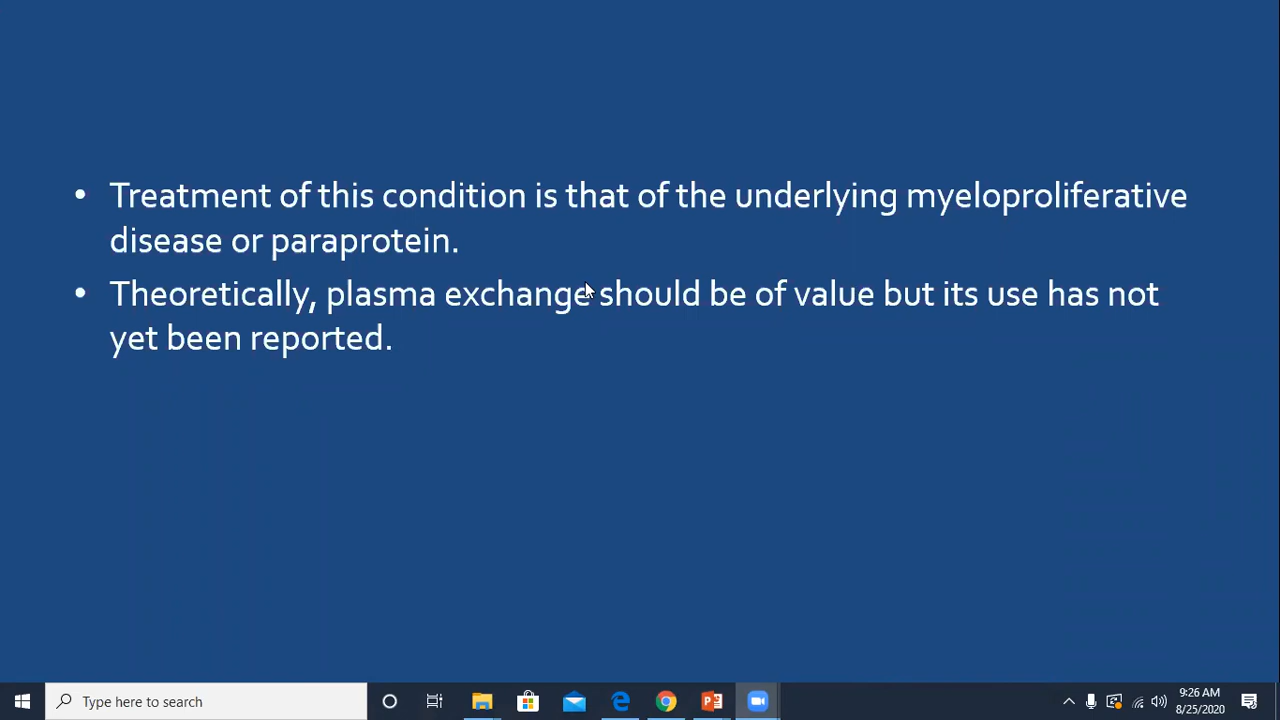 • Treatment of this condition is that of the underlying myeloproliferative
disease or paraprotein.
• Theoretically, plasma exchange should be of value but its use has not
yet been reported.
Type here to search
9:26 AM
8/25/2020